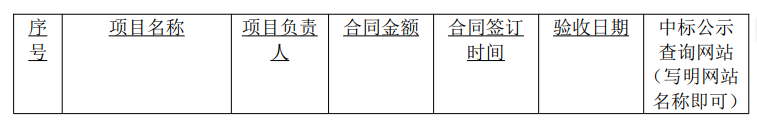 序号
项目名称
项目负责人
合同金额
合同签订时间
验收日期
中标公示
查询网站
（写明网站
名称即可）